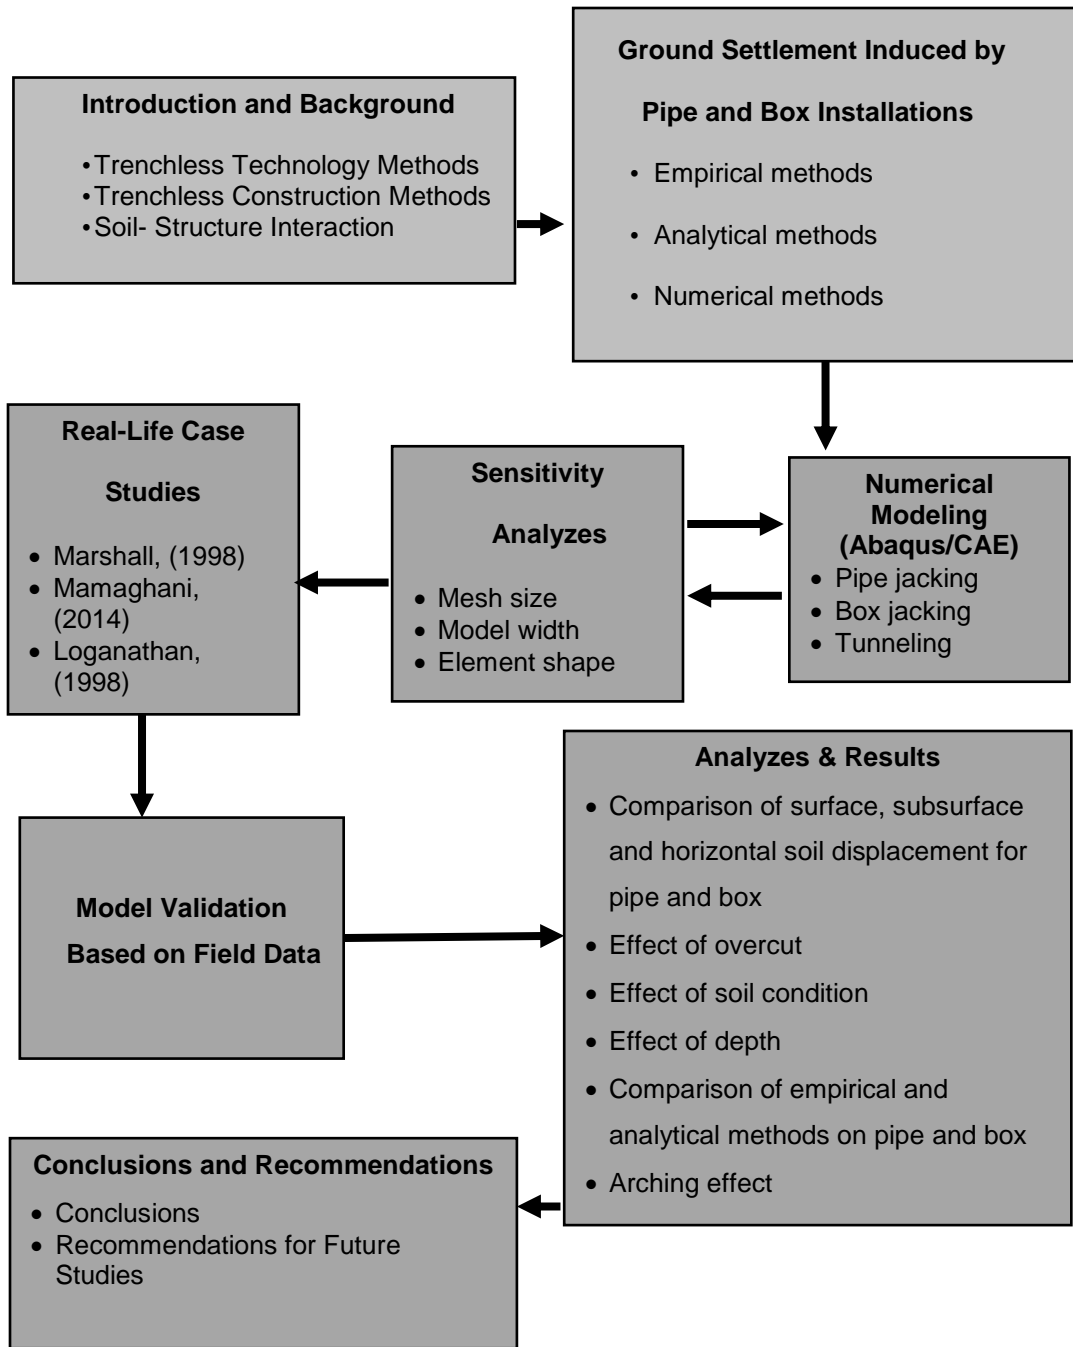 Introduction and Background
•Trenchless Technology Methods
•Trenchless Construction Methods
•Soil- Structure Interaction
Ground Settlement Induced by
Pipe and Box Installations
• Empirical methods
• Analytical methods
• Numerical methods
Numerical
Modeling
(Abaqus/CAE)
• Pipe jacking
• Box jacking
• Tunneling
Sensitivity
Analyzes
• Mesh size
• Model width
• Element shape
Real-Life Case
Studies
• Marshall, (1998)
• Mamaghani,
(2014)
• Loganathan,
(1998)
Model Validation
Based on Field Data
Analyzes & Results
• Comparison of surface, subsurface
and horizontal soil displacement for
pipe and box
• Effect of overcut
• Effect of soil condition
• Effect of depth
• Comparison of empirical and
analytical methods on pipe and box
• Arching effect
Conclusions and Recommendations
• Conclusions
• Recommendations for Future
Studies